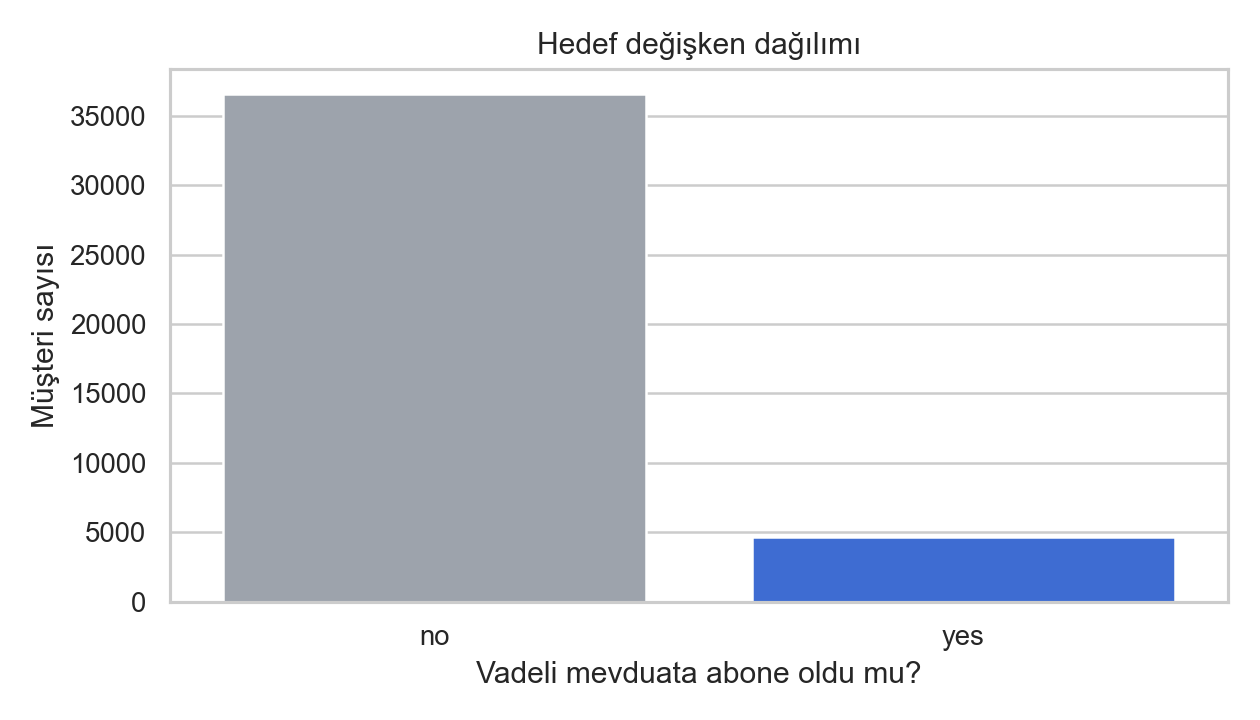 Hedef değişken dağılımı
Müşteri sayısı
35000
30000
25000
20000
15000
10000
5000
0
no
yes
Vadeli mevduata abone oldu mu?